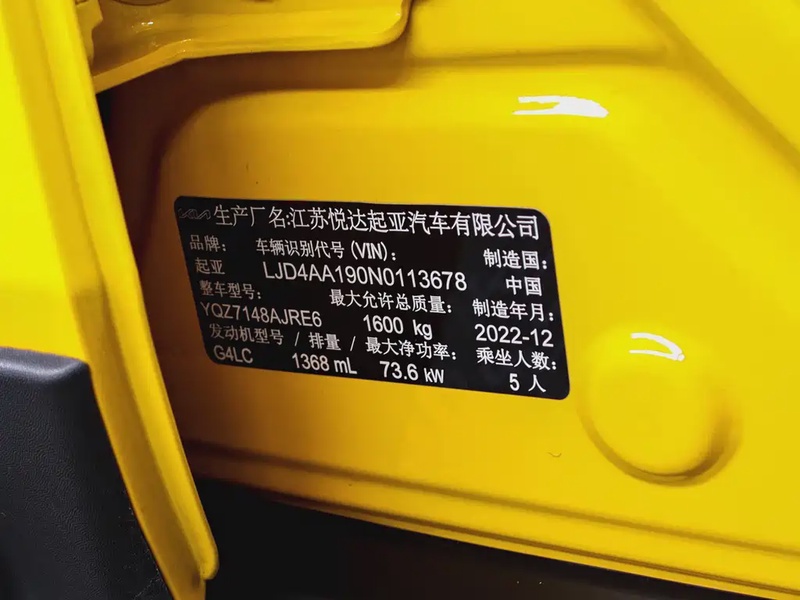 KIA 生产厂名:江苏悦达起亚汽车有限公司
品牌: 车辆识别代号(VIN): 制造国:
起亚 LJD4AA190N0113678 中国
整车型号: 最大允许总质量: 制造年月:
YQZ7148AJRE6 1600 kg 2022-12
发动机型号 / 排量 / 最大净功率: 乘坐人数:
G4LC 1368 mL 73.6 kW 5 人